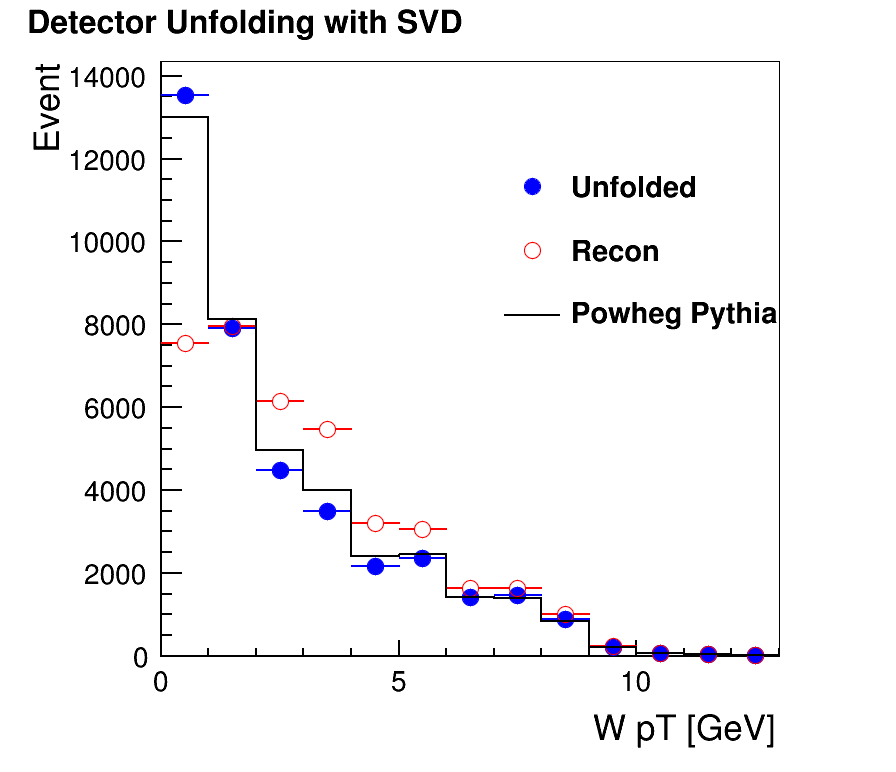 Detector Unfolding with SVD
Event
14000
12000
10000
8000
6000
4000
2000
0
Unfolded
Recon
Powheg Pythia
0 5 10
W pT [GeV]